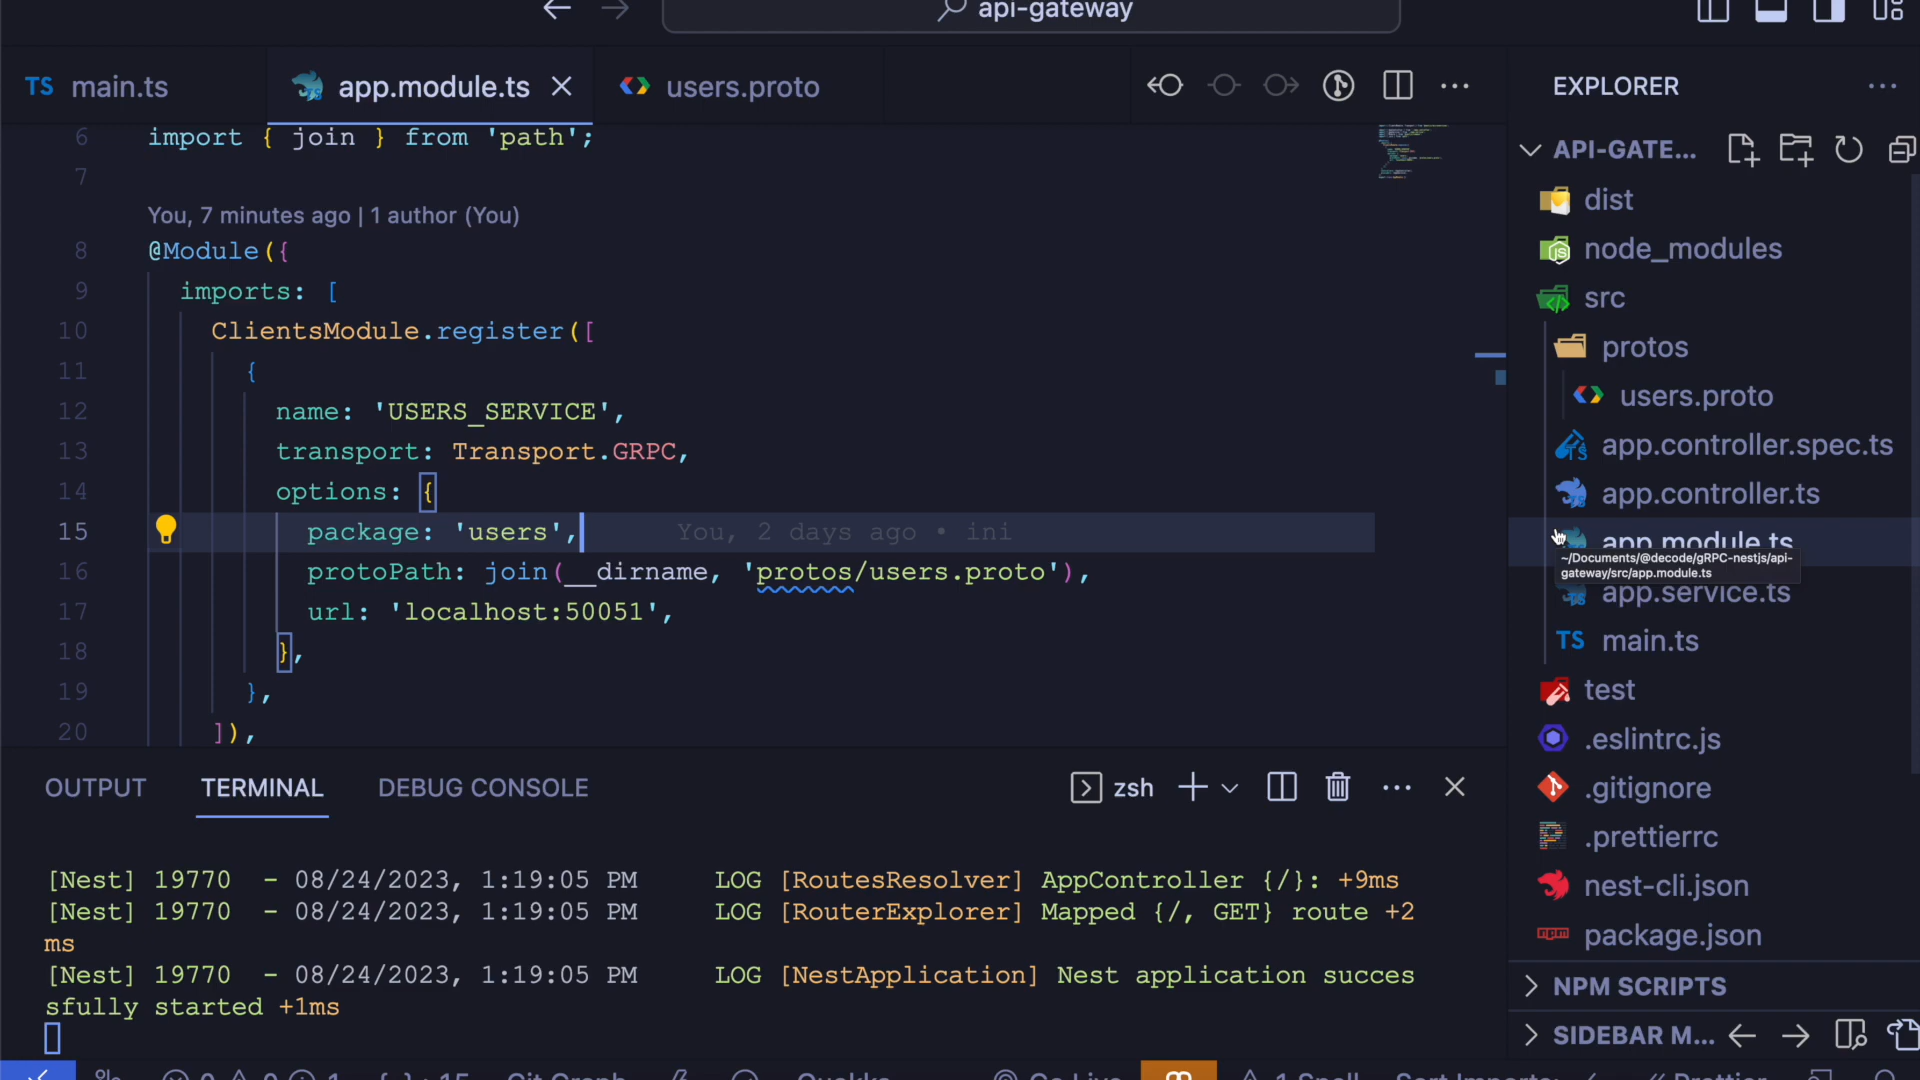 api-gateway
TS main.ts
app.module.ts
users.proto
6 import { join } from 'path';
7
You, 7 minutes ago | 1 author (You)
8 @Module({
9 imports: [
10 ClientsModule.register([
11 {
12 name: 'USERS_SERVICE',
13 transport: Transport.GRPC,
14 options: {
15 package: 'users', You, 2 days ago • ini
16 protoPath: join(__dirname, 'protos/users.proto'),
17 url: 'localhost:50051',
18 },
19 },
20 ]),
OUTPUT TERMINAL DEBUG CONSOLE
zsh
[Nest] 19770 - 08/24/2023, 1:19:05 PM LOG [RoutesResolver] AppController {/}: +9ms
[Nest] 19770 - 08/24/2023, 1:19:05 PM LOG [RouterExplorer] Mapped {/, GET} route +2
ms
[Nest] 19770 - 08/24/2023, 1:19:05 PM LOG [NestApplication] Nest application succes
sfully started +1ms
EXPLORER
API-GATE...
dist
node_modules
src
protos
users.proto
app.controller.spec.ts
app.controller.ts
app.module.ts
~/Documents/@decode/gRPC-nestjs/api-
gateway/src/app.module.ts
app.service.ts
TS main.ts
test
.eslintrc.js
.gitignore
.prettierrc
nest-cli.json
package.json
NPM SCRIPTS
SIDEBAR M...